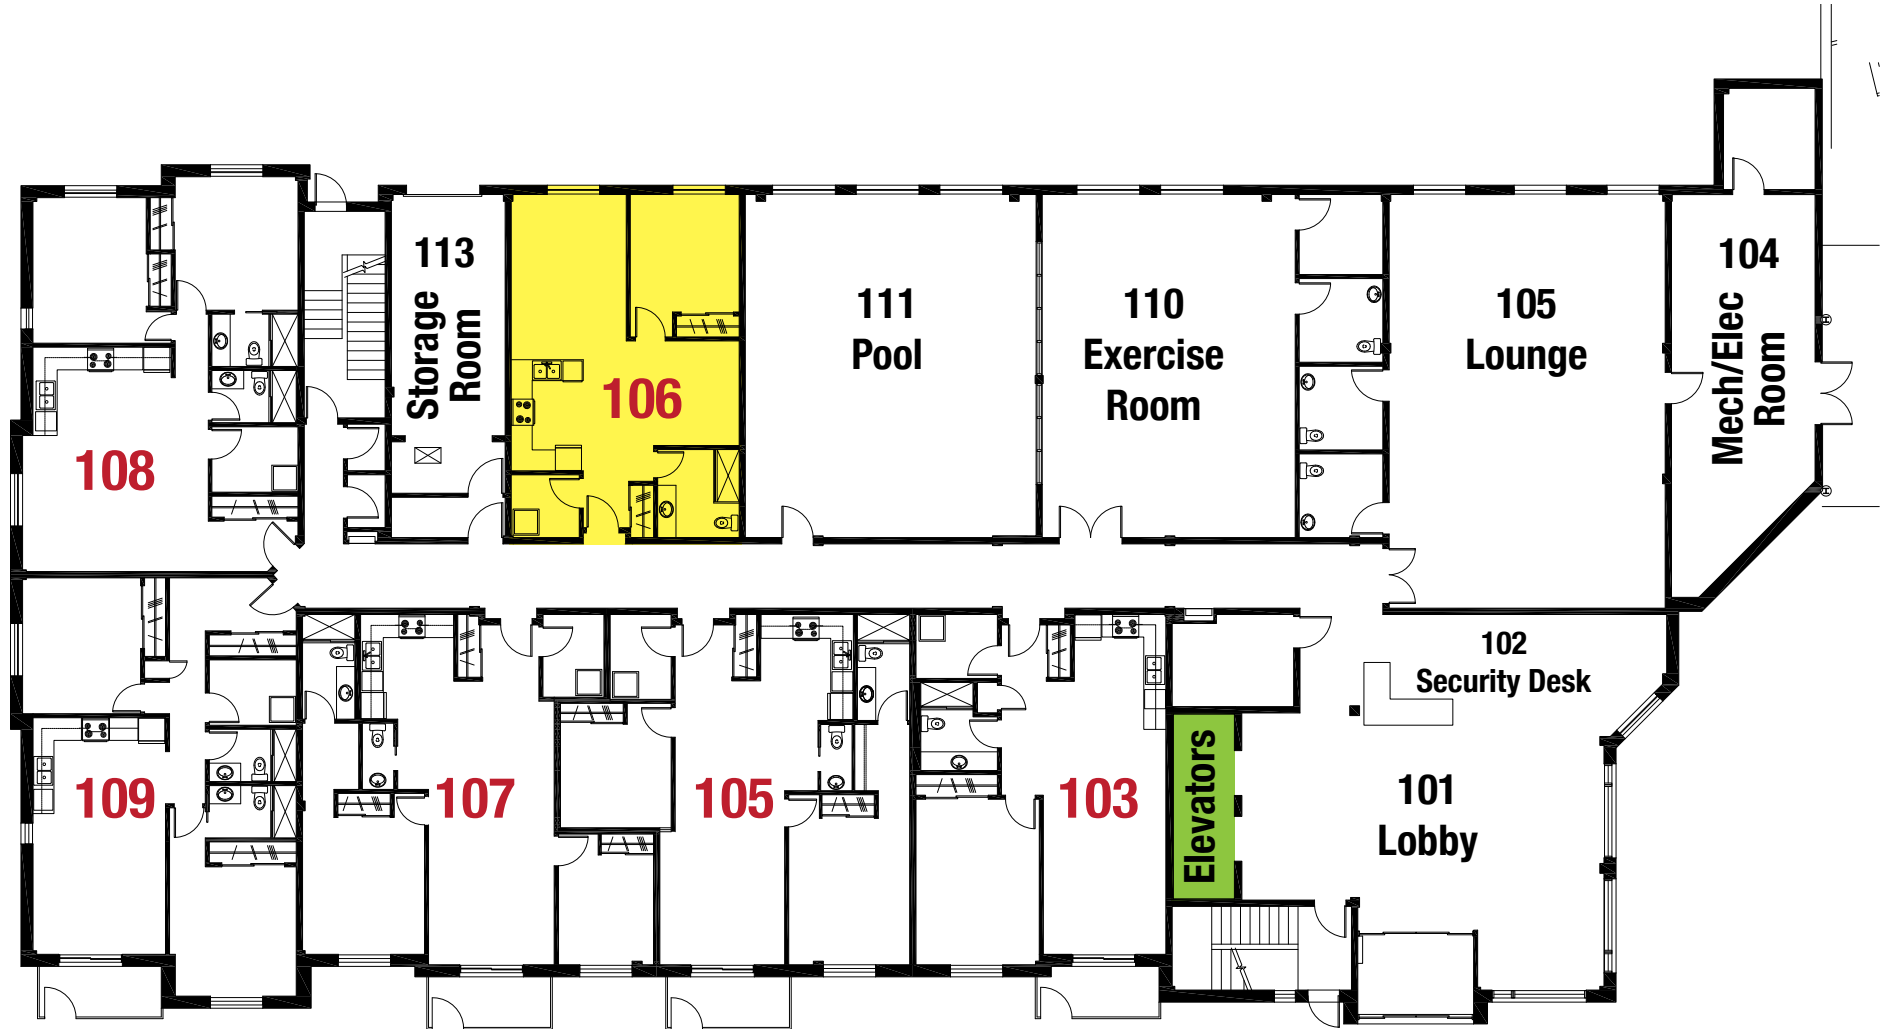 113
Storage
Room
106
111
Pool
110
Exercise
Room
105
Lounge
104
Mech/Elec
Room
108
102
Security Desk
109
107
105
103
Elevators
101
Lobby